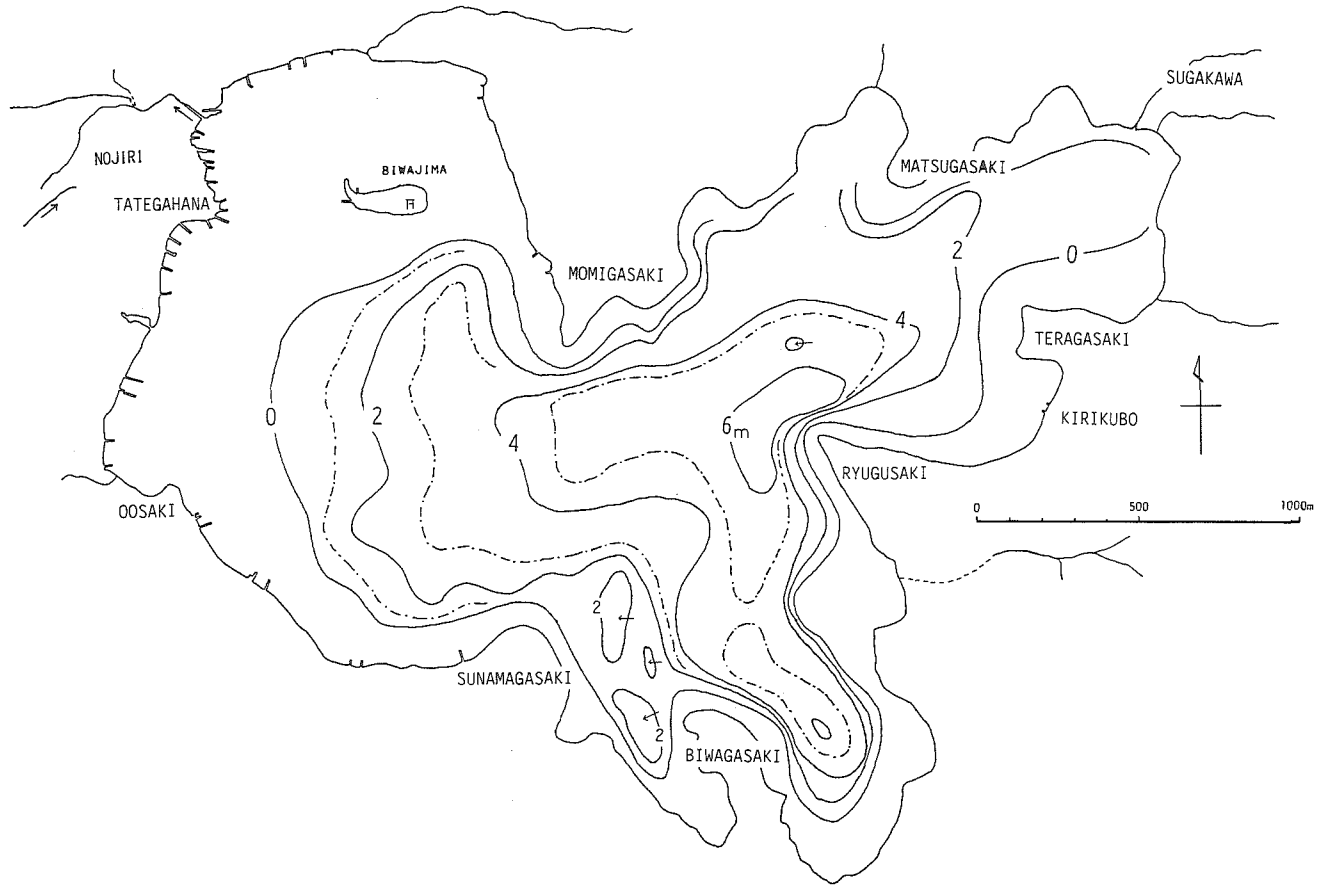 SUGAKAWA
NOJIRI
BIWAJIMA
MATSUGASAKI
TATEGAHANA
2
0
MOMIGASAKI
4
TERAGASAKI
0
2
4
6m
KIRIKUBO
RYUGUSAKI
OOSAKI
0 500 1000m
2
SUNAMAGASAKI
2
BIWAGASAKI